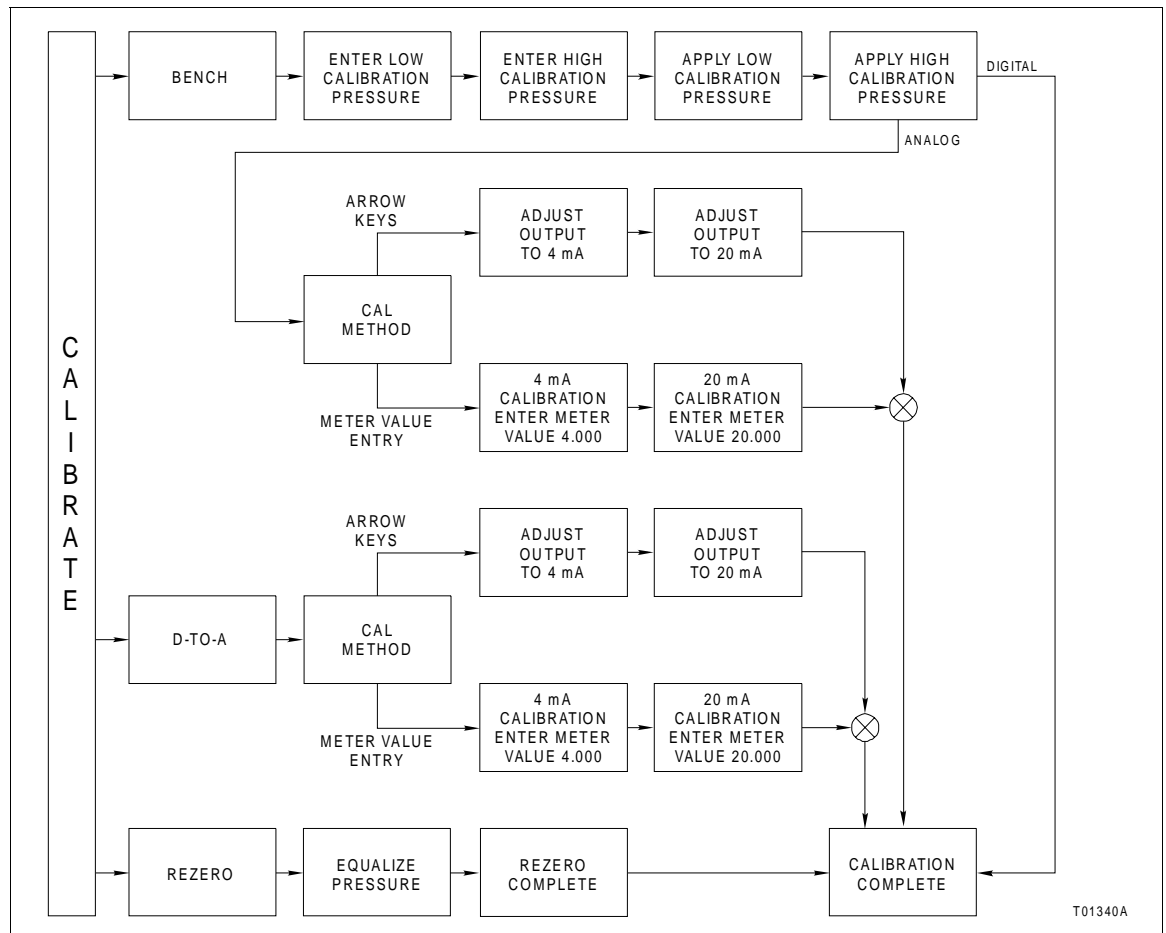 CALIBRATE
BENCH
ENTER LOW
CALIBRATION
PRESSURE
ENTER HIGH
CALIBRATION
PRESSURE
APPLY LOW
CALIBRATION
PRESSURE
APPLY HIGH
CALIBRATION
PRESSURE
DIGITAL
ANALOG
ARROW
KEYS
ADJUST
OUTPUT
TO 4 mA
ADJUST
OUTPUT
TO 20 mA
CAL
METHOD
METER VALUE
ENTRY
4 mA
CALIBRATION
ENTER METER
VALUE 4.000
20 mA
CALIBRATION
ENTER METER
VALUE 20.000
ARROW
KEYS
ADJUST
OUTPUT
TO 4 mA
ADJUST
OUTPUT
TO 20 mA
D-TO-A
CAL
METHOD
METER VALUE
ENTRY
4 mA
CALIBRATION
ENTER METER
VALUE 4.000
20 mA
CALIBRATION
ENTER METER
VALUE 20.000
REZERO
EQUALIZE
PRESSURE
REZERO
COMPLETE
CALIBRATION
COMPLETE
T01340A